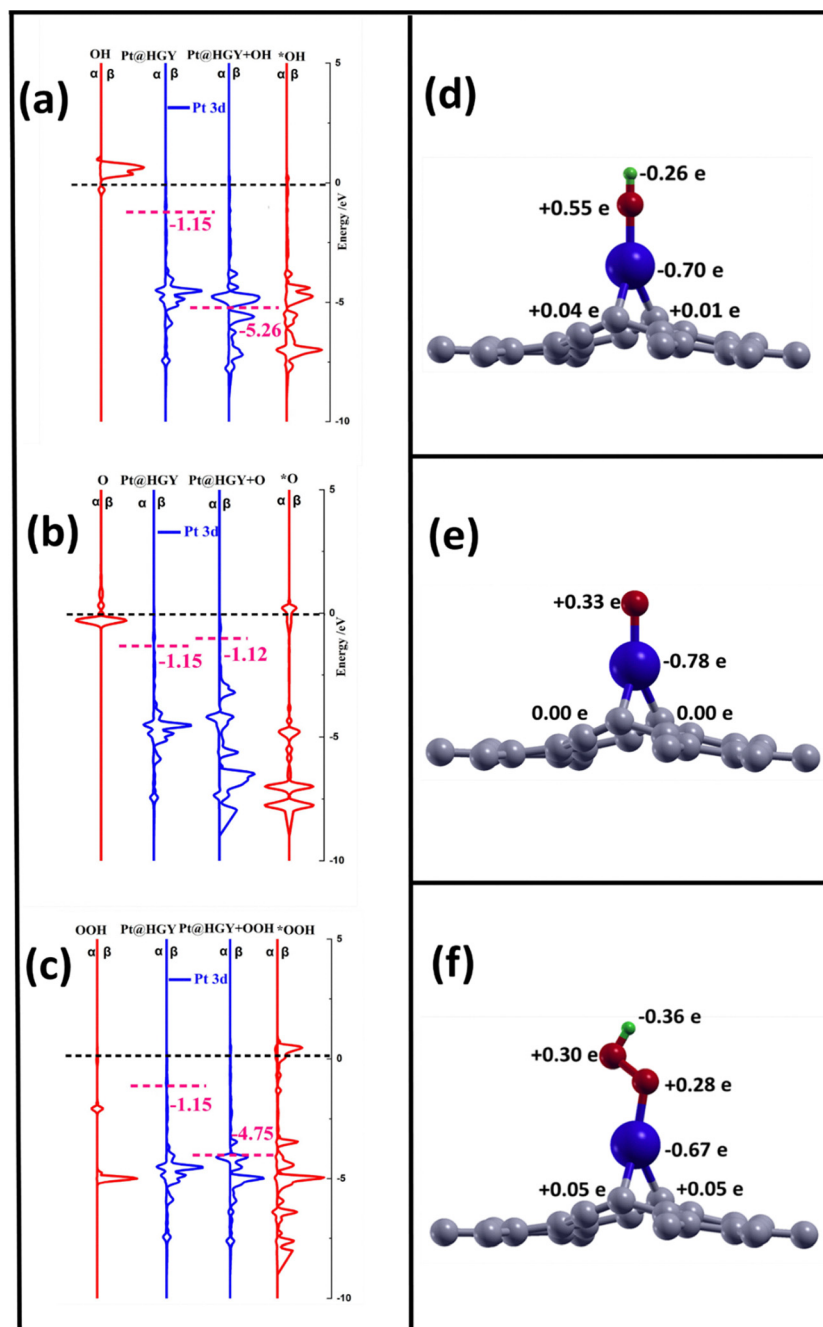 OH Pt@HGY Pt@HGY+OH *OH
α β α β α β α β
(a)
Pt 3d
5
0
-5
-10
Energy /eV
-1.15
-5.26
(d)
-0.26 e
+0.55 e
-0.70 e
+0.04 e +0.01 e
O Pt@HGY Pt@HGY+O *O
α β α β α β α β
(b)
Pt 3d
5
0
-5
-10
Energy /eV
-1.15
-1.12
(e)
+0.33 e
-0.78 e
0.00 e 0.00 e
OOH Pt@HGY Pt@HGY+OOH *OOH
α β α β α β α β
(c)
Pt 3d
5
0
-5
-10
Energy /eV
-1.15
-4.75
(f)
-0.36 e
+0.30 e
+0.28 e
-0.67 e
+0.05 e +0.05 e